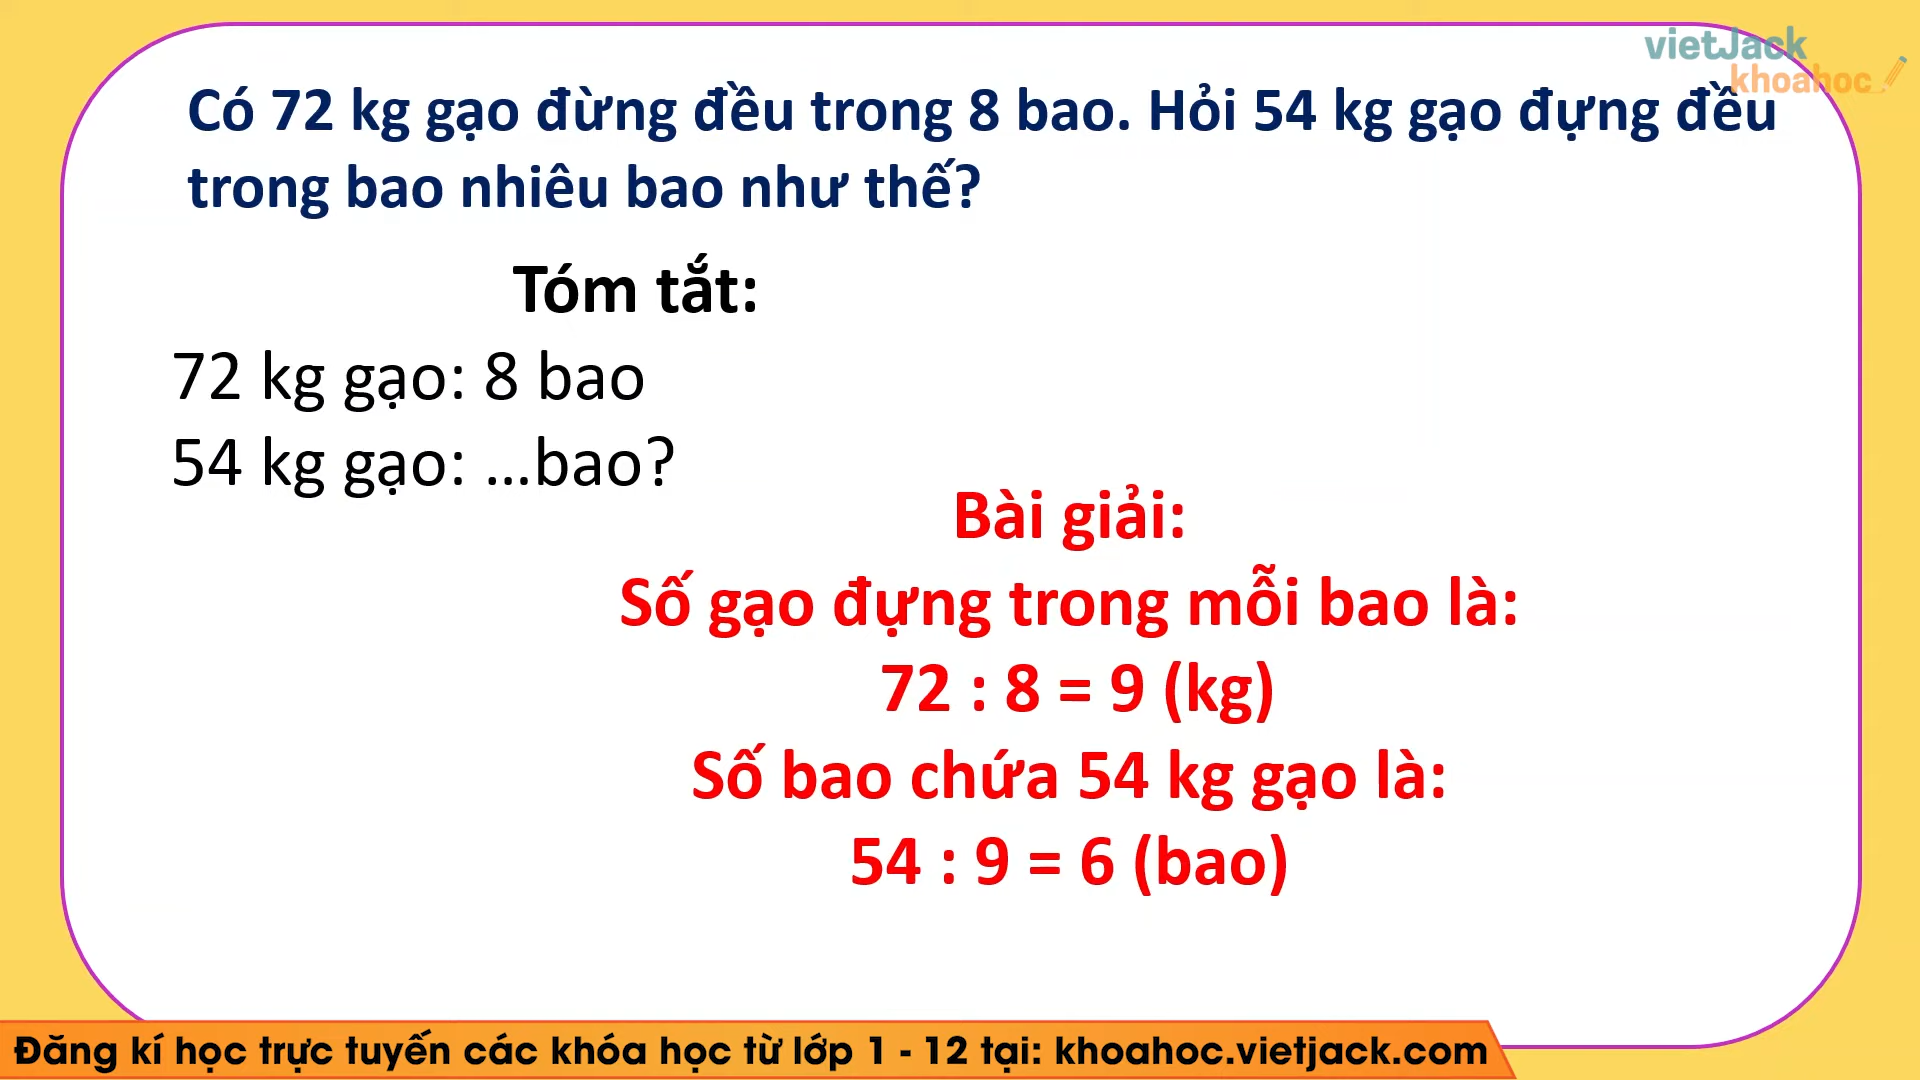 vietJack
khoahoc
Có 72 kg gạo đừng đều trong 8 bao. Hỏi 54 kg gạo đựng đều
trong bao nhiêu bao như thế?
Tóm tắt:
72 kg gạo: 8 bao
54 kg gạo: ...bao?
Bài giải:
Số gạo đựng trong mỗi bao là:
72 : 8 = 9 (kg)
Số bao chứa 54 kg gạo là:
54 : 9 = 6 (bao)
Đăng kí học trực tuyến các khóa học từ lớp 1 - 12 tại: khoahoc.vietjack.com